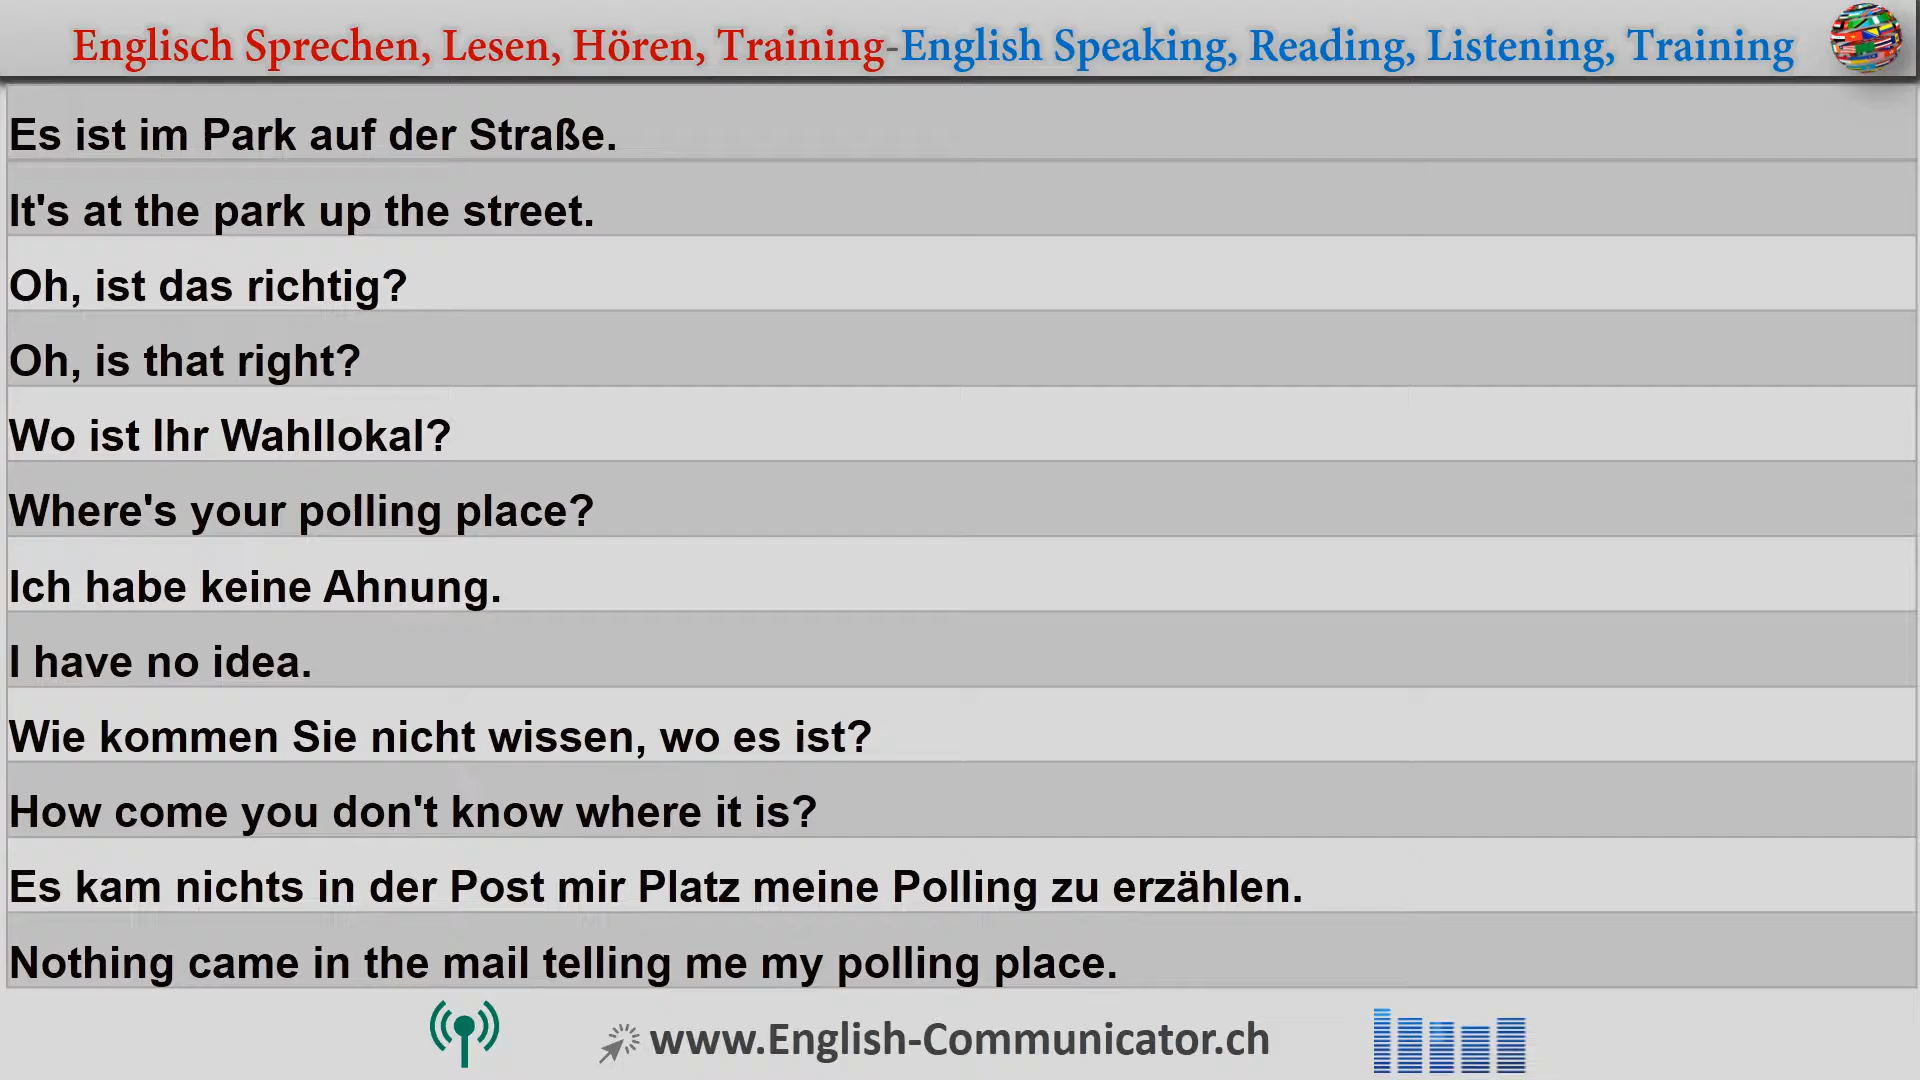 Englisch Sprechen, Lesen, Hören, Training-English Speaking, Reading, Listening, Training
Es ist im Park auf der Straße.
It's at the park up the street.
Oh, ist das richtig?
Oh, is that right?
Wo ist Ihr Wahllokal?
Where's your polling place?
Ich habe keine Ahnung.
I have no idea.
Wie kommen Sie nicht wissen, wo es ist?
How come you don't know where it is?
Es kam nichts in der Post mir Platz meine Polling zu erzählen.
Nothing came in the mail telling me my polling place.
www.English-Communicator.ch